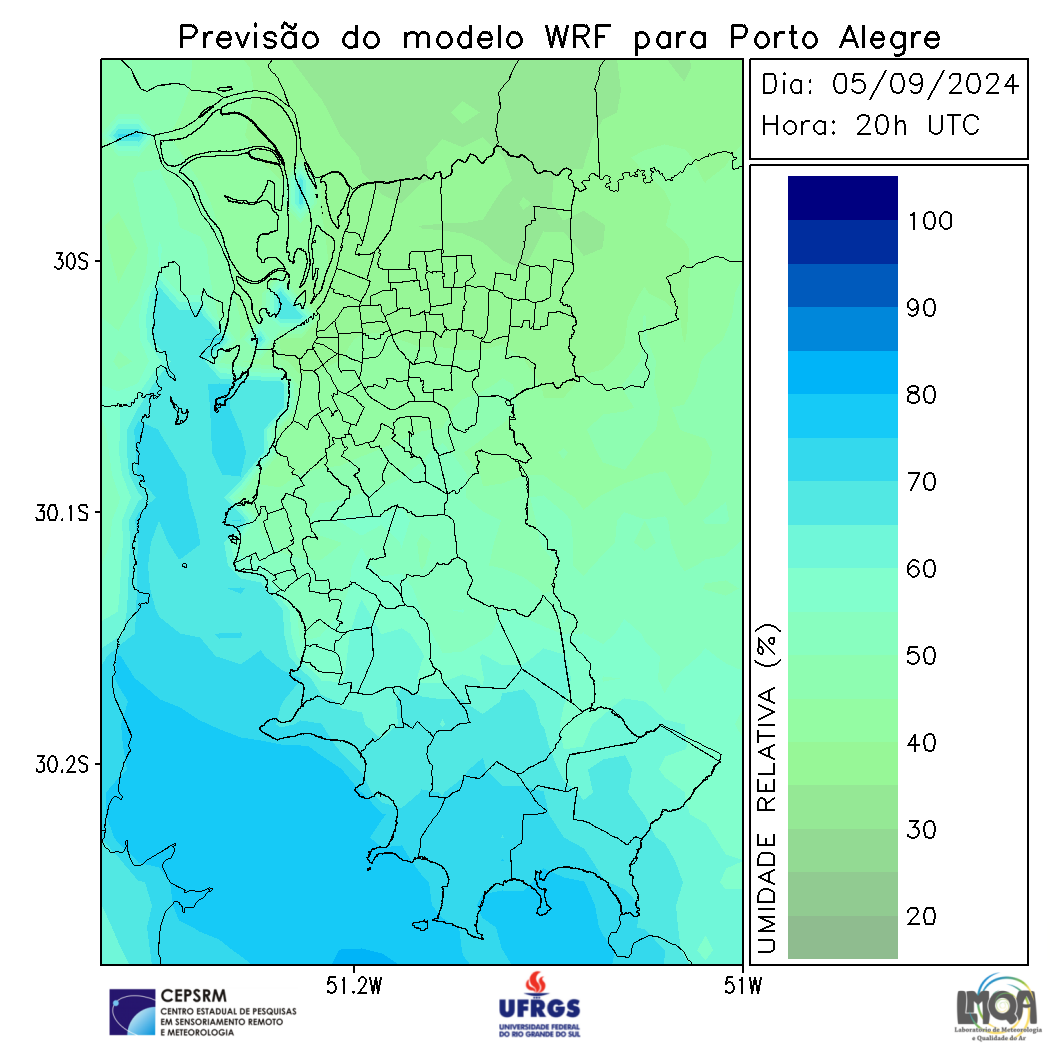 Previsão do modelo WRF para Porto Alegre
Dia: 05/09/2024
Hora: 20h UTC
30S
30.1S
30.2S
51.2W
51W
100
90
80
70
60
50
40
30
20
UMIDADE RELATIVA (%)
CEPSRM
CENTRO ESTADUAL DE PESQUISAS
EM SENSORIAMENTO REMOTO
E METEOROLOGIA
UFRGS
UNIVERSIDADE FEDERAL
DO RIO GRANDE DO SUL
LMQA
Laboratório de Meteorologia
e Qualidade do Ar